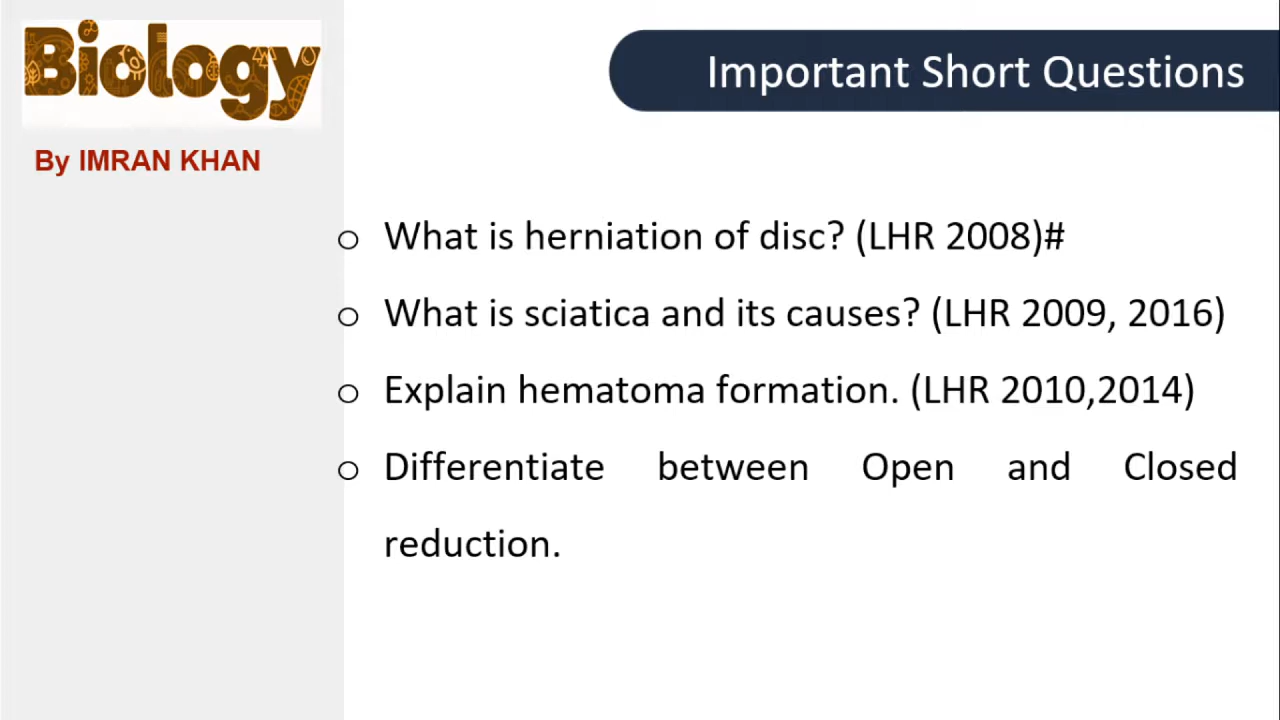 Biology
By IMRAN KHAN
Important Short Questions
What is herniation of disc? (LHR 2008)#
What is sciatica and its causes? (LHR 2009, 2016)
Explain hematoma formation. (LHR 2010,2014)
Differentiate between Open and Closed
reduction.